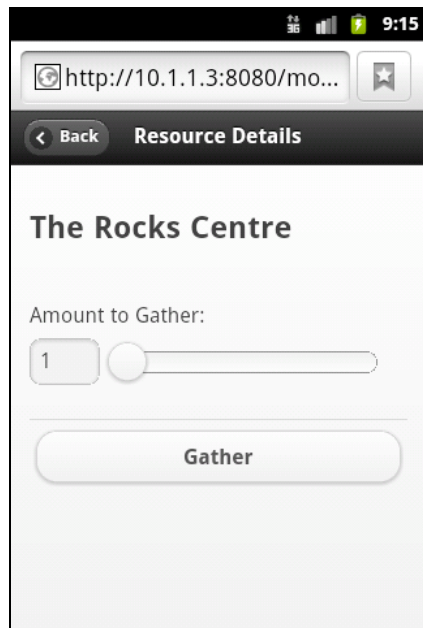 3G 9:15
http://10.1.1.3:8080/mo...
Back Resource Details
The Rocks Centre
Amount to Gather:
1
Gather